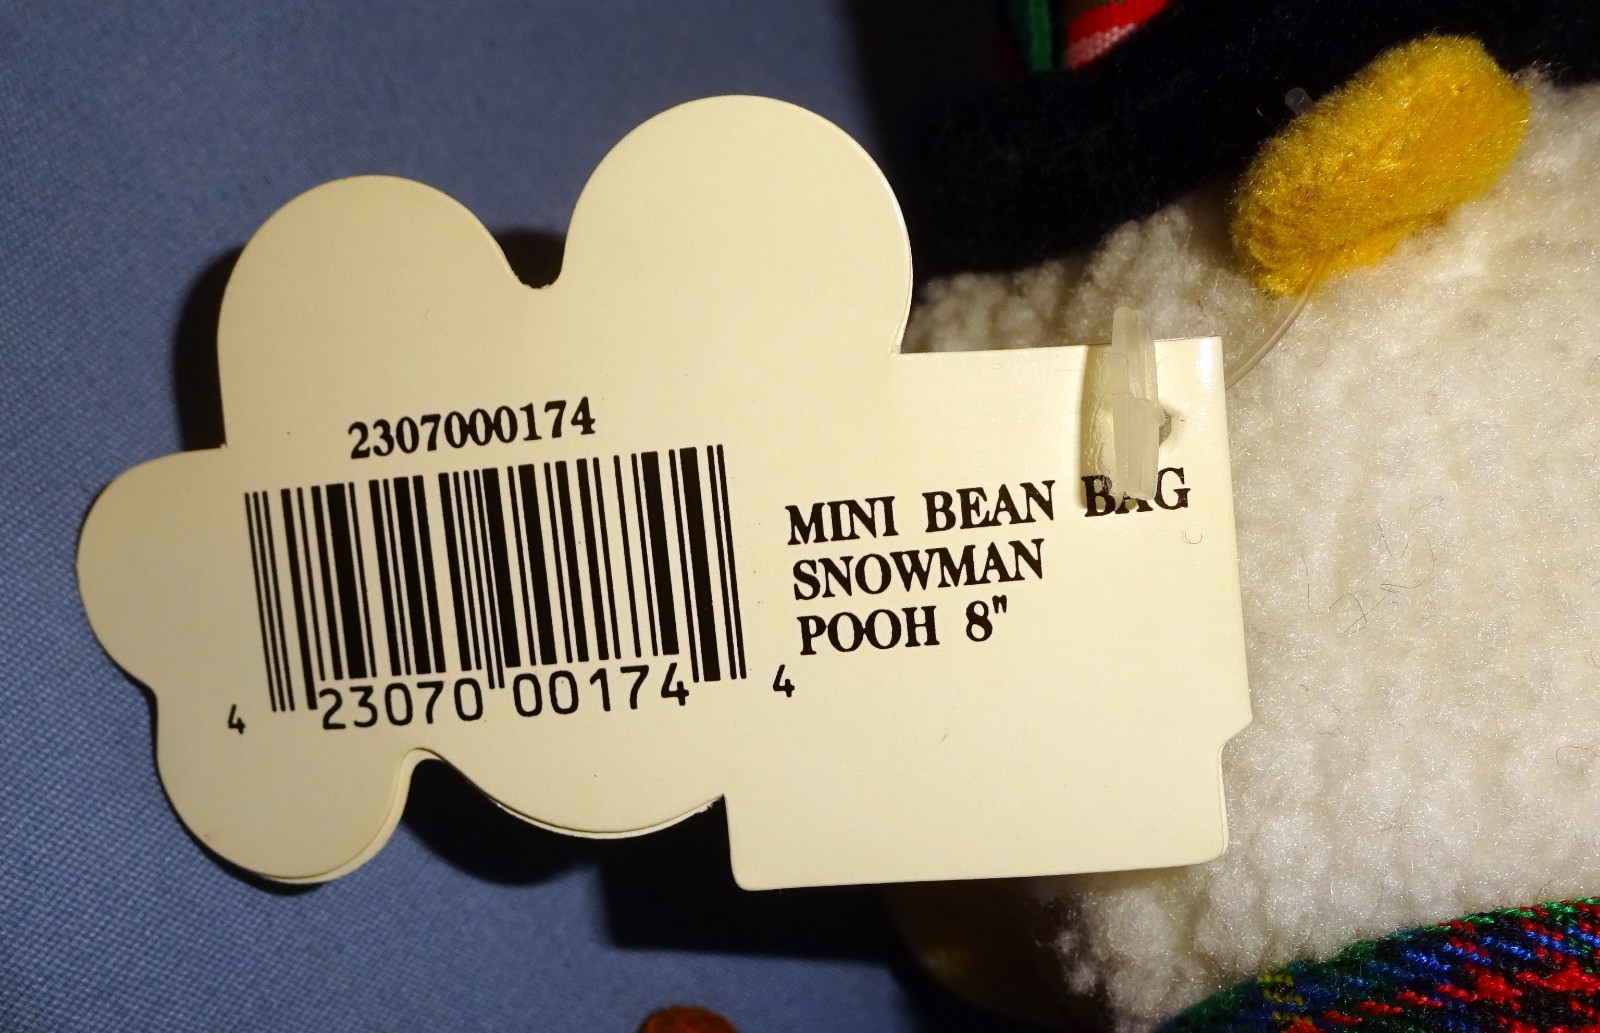 2307000174
4 23070 00174 4
MINI BEAN BAG
SNOWMAN
POOH 8"